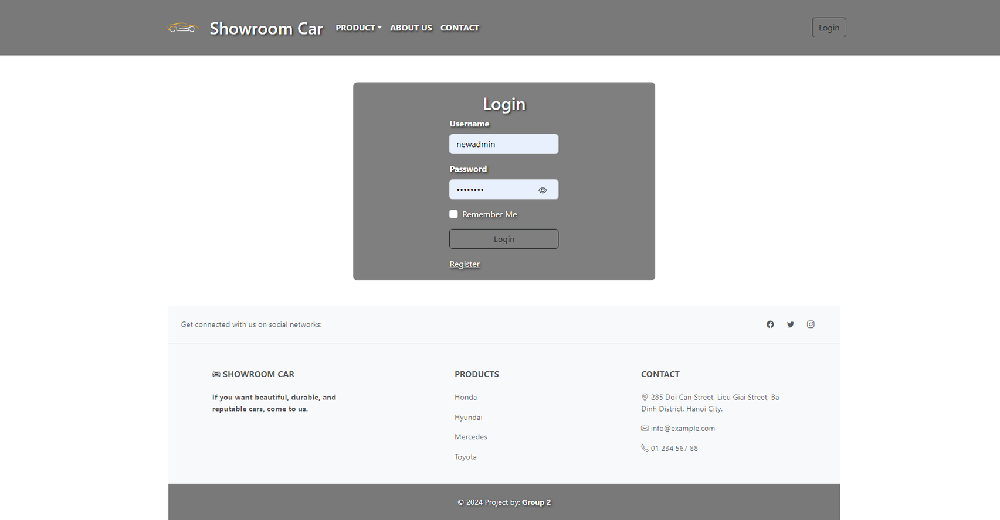 Showroom Car
PRODUCT
ABOUT US
CONTACT
Login
Login
Username
newadmin
Password
••••••••
Remember Me
Login
Register
Get connected with us on social networks:
SHOWROOM CAR
If you want beautiful, durable, and
reputable cars, come to us.
PRODUCTS
Honda
Hyundai
Mercedes
Toyota
CONTACT
285 Doi Can Street, Lieu Giai Street, Ba
Dinh District, Hanoi City.
info@example.com
01 234 567 88
© 2024 Project by: Group 2